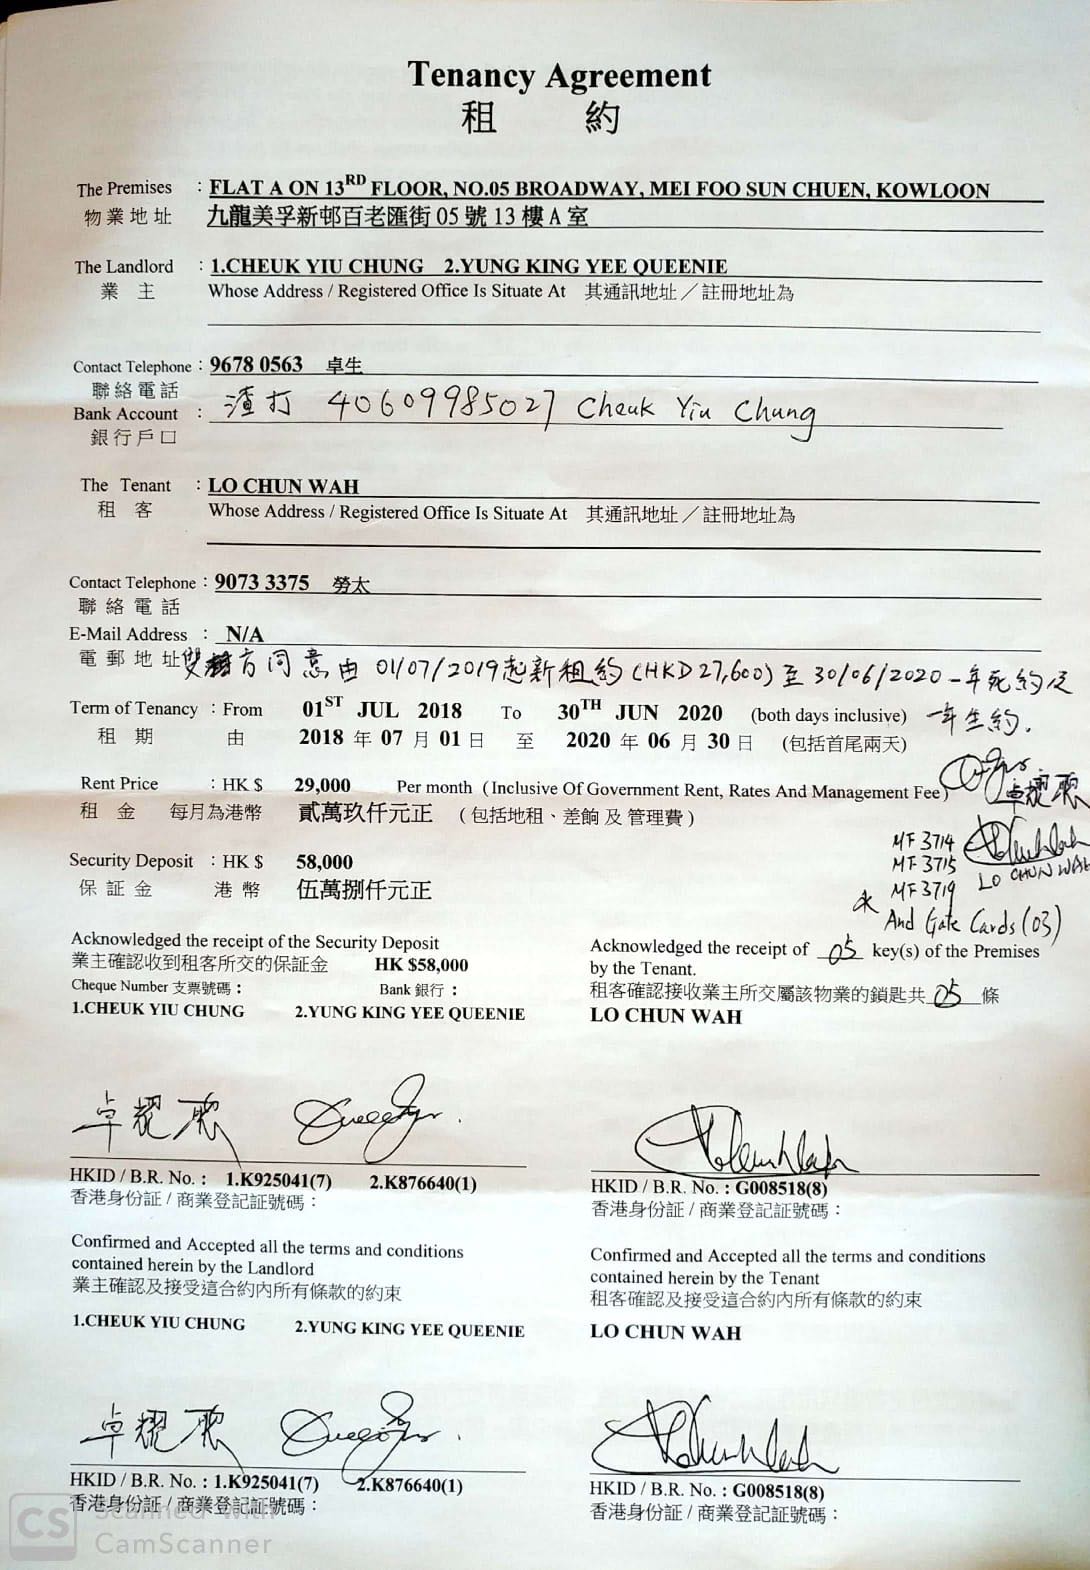 Tenancy Agreement
租 約
The Premises : FLAT A ON 13RD FLOOR, NO.05 BROADWAY, MEI FOO SUN CHUEN, KOWLOON
物業地址 九龍美孚新邨百老匯街 05 號 13 樓 A 室
The Landlord : 1.CHEUK YIU CHUNG 2.YUNG KING YEE QUEENIE
業 主 Whose Address / Registered Office Is Situate At 其通訊地址／註冊地址為
Contact Telephone : 9678 0563 卓生
聯絡電話
Bank Account : 渣打 40609985027 Cheuk Yiu Chung
銀行戶口
The Tenant : LO CHUN WAH
租 客 Whose Address / Registered Office Is Situate At 其通訊地址／註冊地址為
Contact Telephone : 9073 3375 勞太
聯絡電話
E-Mail Address : N/A
電郵地址 雙方同意由 01/07/2019起新租約(HKD27,600)至 30/06/2020 一年死約及
Term of Tenancy : From 01ST JUL 2018 To 30TH JUN 2020 (both days inclusive) 一年生約.
租 期 由 2018 年 07 月 01 日 至 2020 年 06 月 30 日 (包括首尾兩天)
Rent Price : HK $ 29,000 Per month (Inclusive Of Government Rent, Rates And Management Fee)
租 金 每月為港幣 貳萬玖仟元正 (包括地租、差餉 及 管理費)
MF 3714
MF 3715
MF 3719 LO CHUN WAH
And Gate Cards (03)
Security Deposit : HK $ 58,000
保証金 港 幣 伍萬捌仟元正
Acknowledged the receipt of the Security Deposit
業主確認收到租客所交的保証金 HK $58,000
Cheque Number 支票號碼： Bank 銀行：
1.CHEUK YIU CHUNG 2.YUNG KING YEE QUEENIE
Acknowledged the receipt of 05 key(s) of the Premises
by the Tenant.
租客確認接收業主所交屬該物業的鎖匙共 05 條
LO CHUN WAH
HKID / B.R. No. : 1.K925041(7) 2.K876640(1)
香港身份証 / 商業登記証號碼：
HKID / B.R. No. : G008518(8)
香港身份証 / 商業登記証號碼：
Confirmed and Accepted all the terms and conditions
contained herein by the Landlord
業主確認及接受這合約內所有條款的約束
1.CHEUK YIU CHUNG 2.YUNG KING YEE QUEENIE
Confirmed and Accepted all the terms and conditions
contained herein by the Tenant
租客確認及接受這合約內所有條款的約束
LO CHUN WAH
HKID / B.R. No. : 1.K925041(7) 2.K876640(1)
香港身份証 / 商業登記証號碼：
HKID / B.R. No. : G008518(8)
香港身份証 / 商業登記証號碼：
CS Scanned with
CamScanner